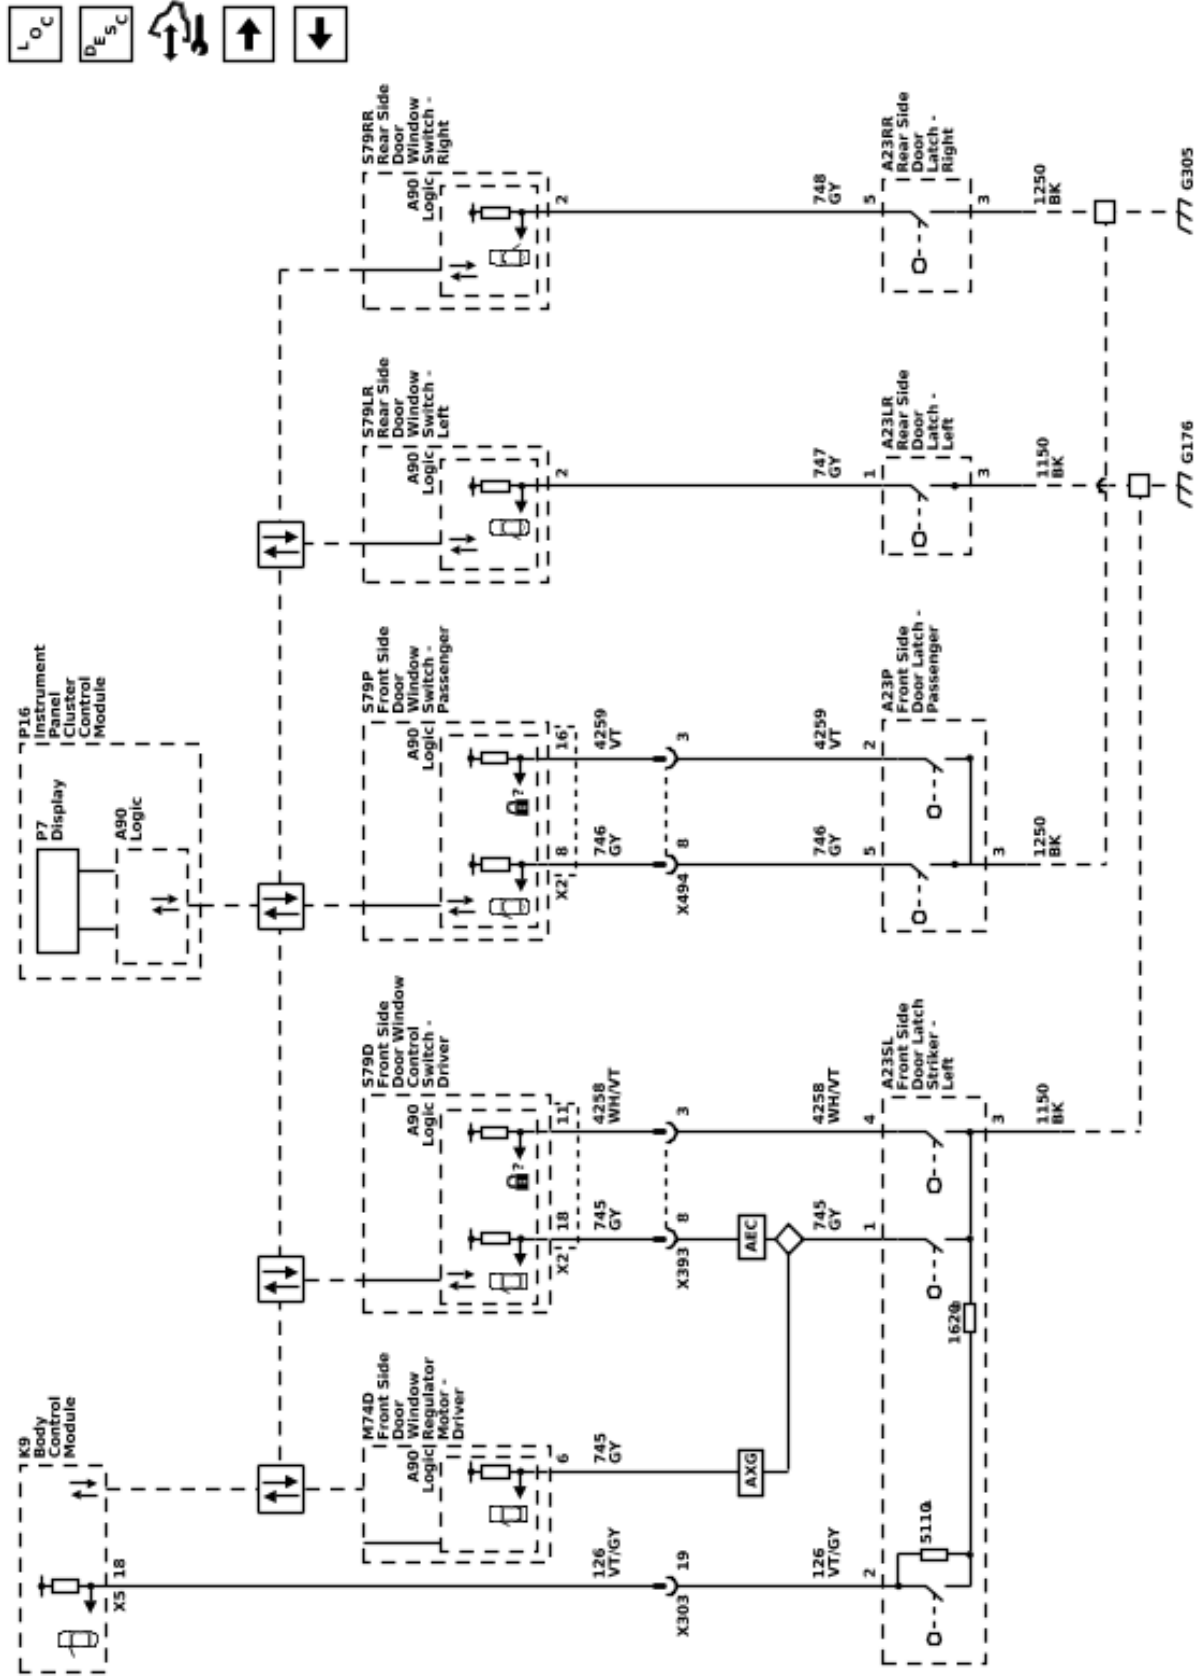 LOC
DESC
K9
Body
Control
Module
X5
18
P16
Instrument
Panel
Cluster
Control
Module
P7
Display
A90
Logic
M74D
Front Side
Door
Window
Regulator
Motor -
Driver
A90
Logic
6
S79D
Front Side
Door Window
Control
Switch -
Driver
A90
Logic
?
X2
18
11
S79P
Front Side
Door
Window
Switch -
Passenger
A90
Logic
?
X2
8
16
S79LR
Rear Side
Door
Window
Switch -
Left
A90
Logic
2
S79RR
Rear Side
Door
Window
Switch -
Right
A90
Logic
2
126
VT/GY
745
GY
745
GY
4258
WH/VT
746
GY
4259
VT
X303
19
X393
8
3
X494
8
3
AXG
AEC
126
VT/GY
745
GY
4258
WH/VT
746
GY
4259
VT
747
GY
748
GY
2
1
4
5
2
1
5
A23SL
Front Side
Door Latch
Striker -
Left
A23P
Front Side
Door Latch -
Passenger
A23LR
Rear Side
Door
Latch -
Left
A23RR
Rear Side
Door
Latch -
Right
3
3
3
3
1150
BK
1250
BK
1150
BK
1250
BK
G176
G305